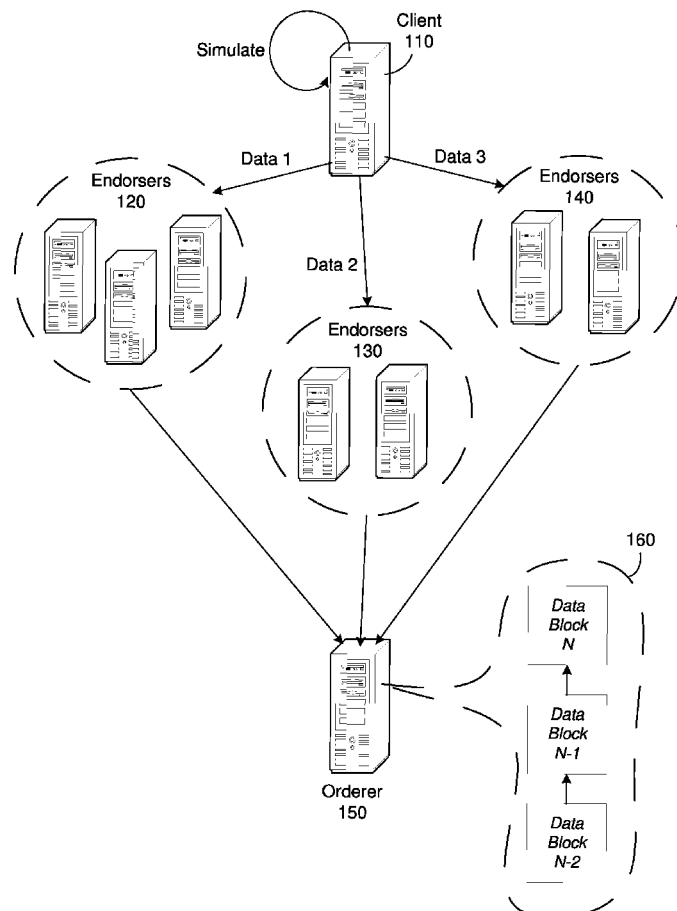 Client
110
Simulate
Data 1
Data 3
Endorsers
120
Endorsers
140
Data 2
Endorsers
130
160
Data
Block
N
Data
Block
N-1
Data
Block
N-2
Orderer
150